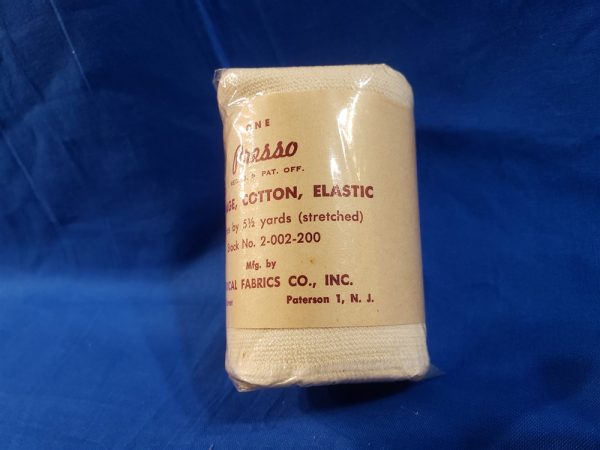 ONE
Presso
REG. & PAT. OFF.
COTTON, ELASTIC
by 5½ yards (stretched)
No. 2-002-200
Mfg. by
FABRICS CO., INC.
Paterson 1, N. J.